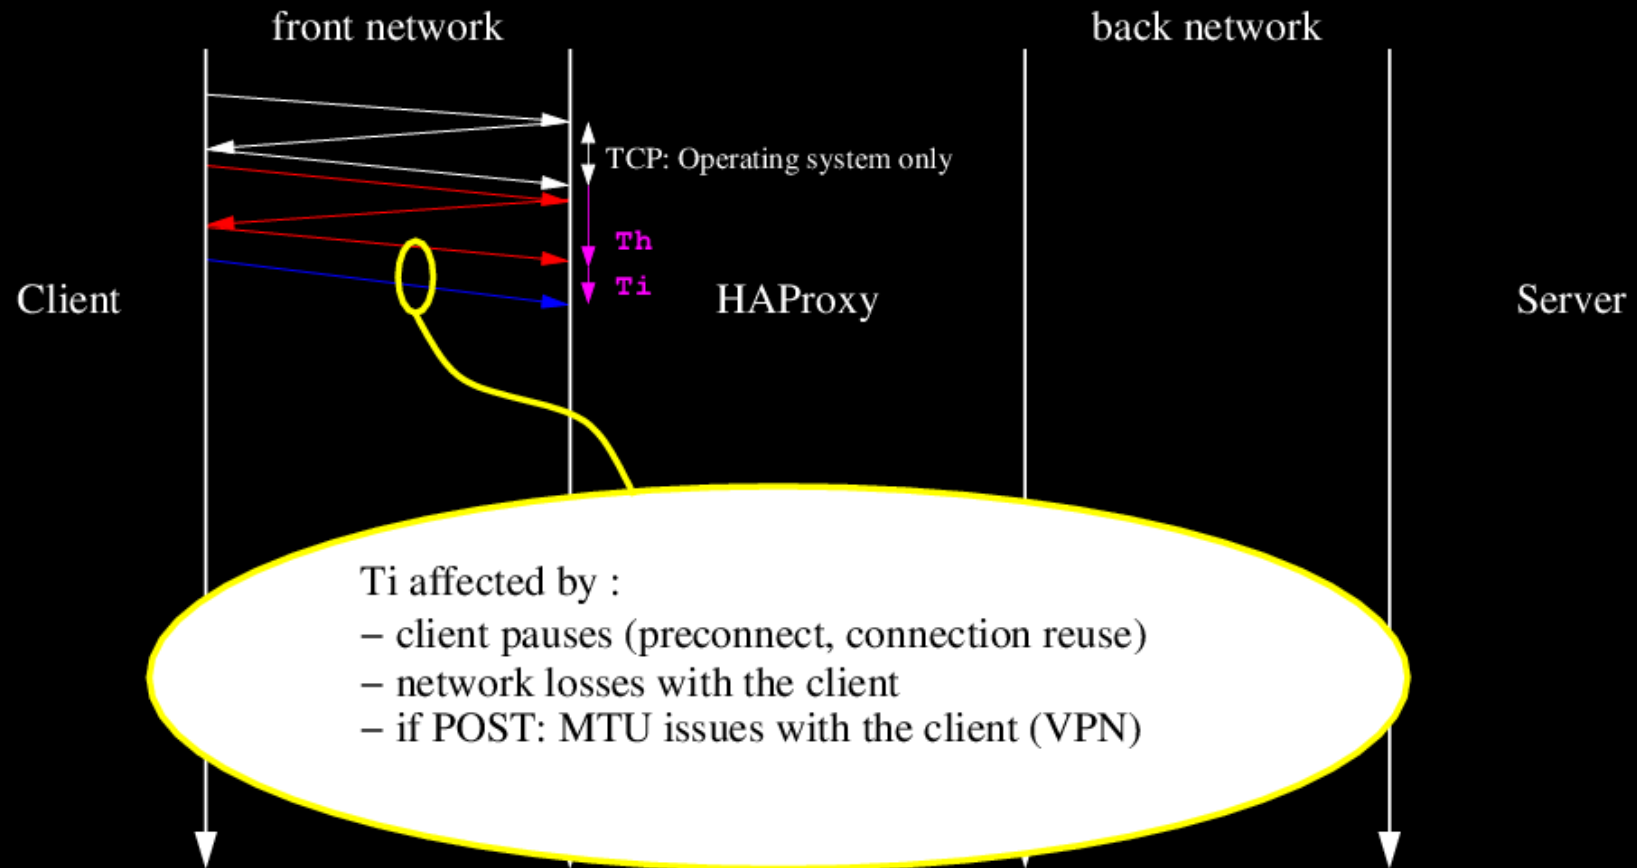 front network
back network
TCP: Operating system only
Th
Ti
Client
HAProxy
Server
Ti affected by :
– client pauses (preconnect, connection reuse)
– network losses with the client
– if POST: MTU issues with the client (VPN)